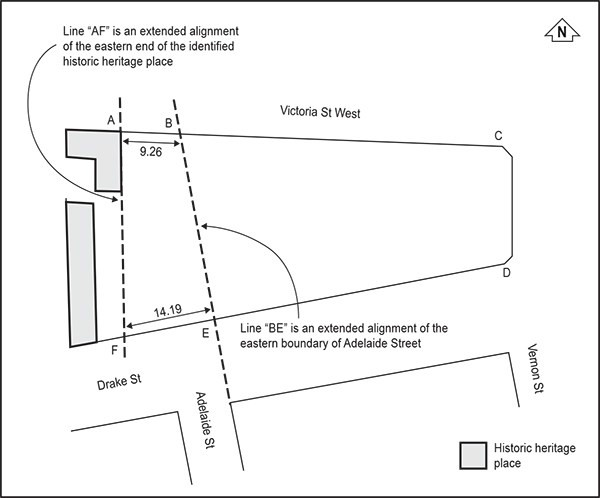 Line “AF” is an extended alignment
of the eastern end of the identified
historic heritage place
N
A
B
Victoria St West
C
9.26
D
14.19
E
Line “BE” is an extended alignment of the
eastern boundary of Adelaide Street
F
Drake St
Adelaide St
Vernon St
Historic heritage
place